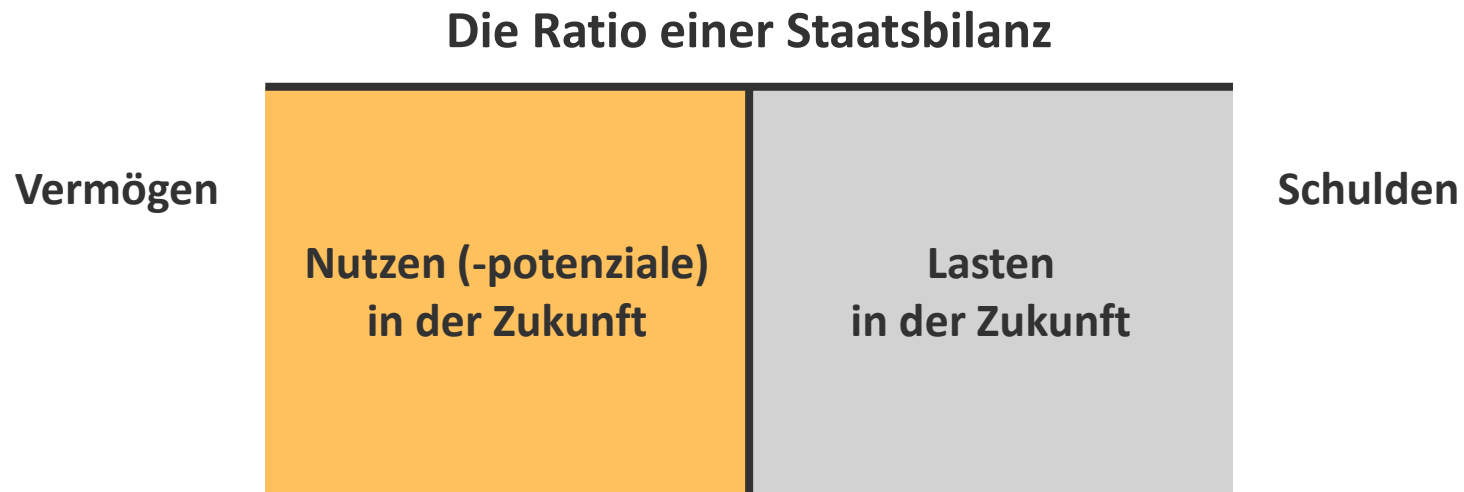 Die Ratio einer Staatsbilanz
Vermögen
Schulden
Nutzen (-potenziale)
in der Zukunft
Lasten
in der Zukunft